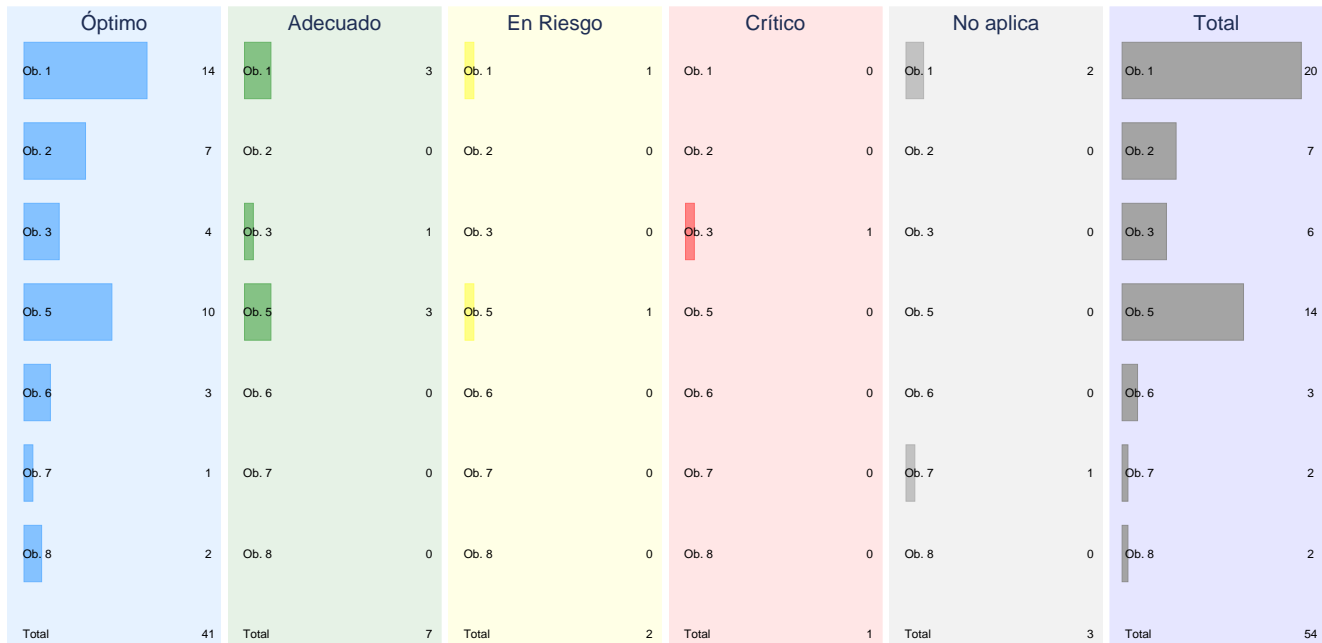 Óptimo Adecuado En Riesgo Crítico No aplica Total
Ob. 1 14 Ob. 1 3 Ob. 1 1 Ob. 1 0 Ob. 1 2 Ob. 1 20
Ob. 2 7 Ob. 2 0 Ob. 2 0 Ob. 2 0 Ob. 2 0 Ob. 2 7
Ob. 3 4 Ob. 3 1 Ob. 3 0 Ob. 3 1 Ob. 3 0 Ob. 3 6
Ob. 5 10 Ob. 5 3 Ob. 5 1 Ob. 5 0 Ob. 5 0 Ob. 5 14
Ob. 6 3 Ob. 6 0 Ob. 6 0 Ob. 6 0 Ob. 6 0 Ob. 6 3
Ob. 7 1 Ob. 7 0 Ob. 7 0 Ob. 7 0 Ob. 7 1 Ob. 7 2
Ob. 8 2 Ob. 8 0 Ob. 8 0 Ob. 8 0 Ob. 8 0 Ob. 8 2
Total 41 Total 7 Total 2 Total 1 Total 3 Total 54